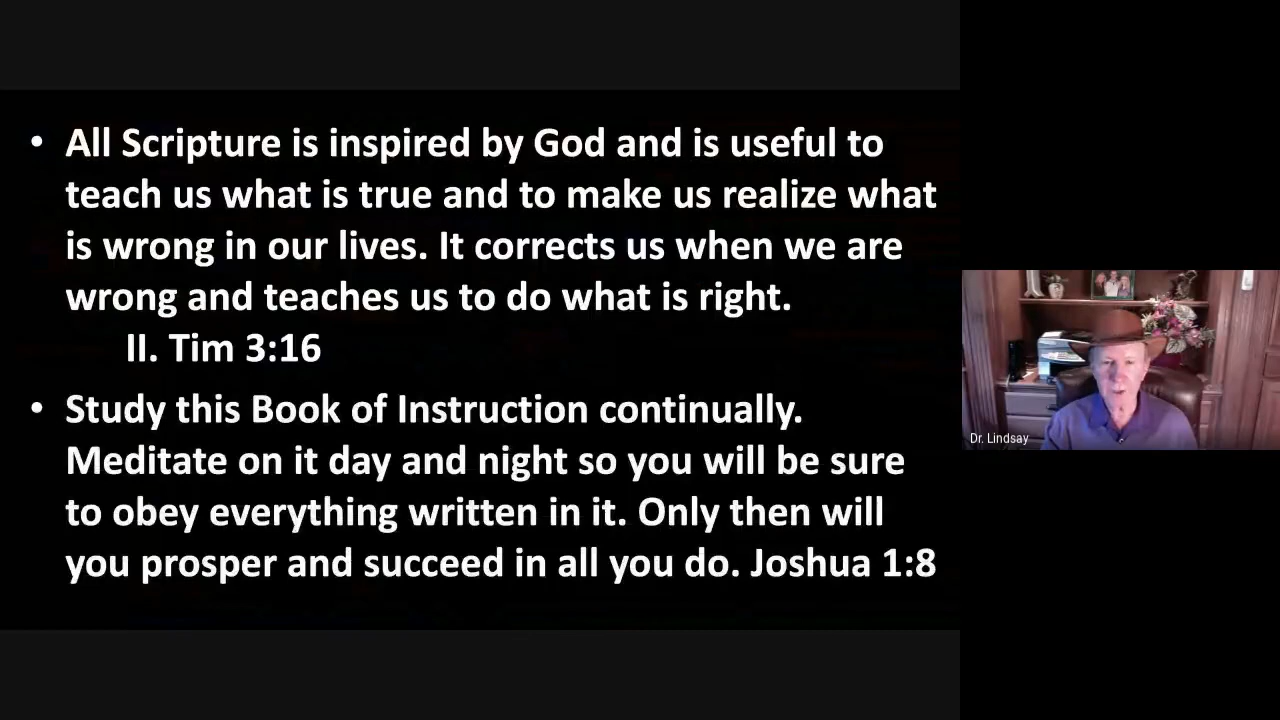 • All Scripture is inspired by God and is useful to
teach us what is true and to make us realize what
is wrong in our lives. It corrects us when we are
wrong and teaches us to do what is right.
II. Tim 3:16
• Study this Book of Instruction continually.
Meditate on it day and night so you will be sure
to obey everything written in it. Only then will
you prosper and succeed in all you do. Joshua 1:8
Dr. Lindsay